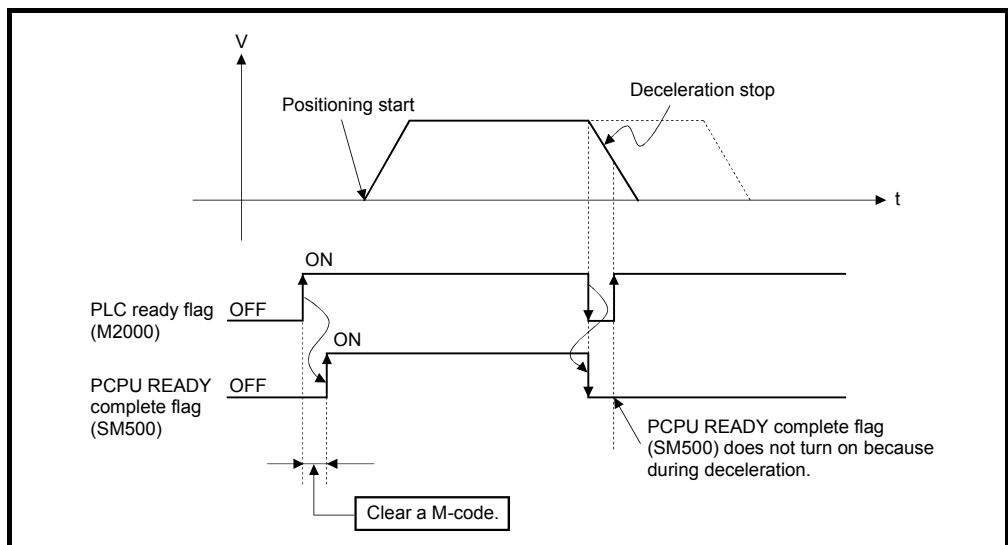 V
Deceleration stop
Positioning start
t
ON
PLC ready flag
(M2000)
OFF
ON
PCPU READY
complete flag
(SM500)
OFF
PCPU READY complete flag
(SM500) does not turn on because
during deceleration.
Clear a M-code.